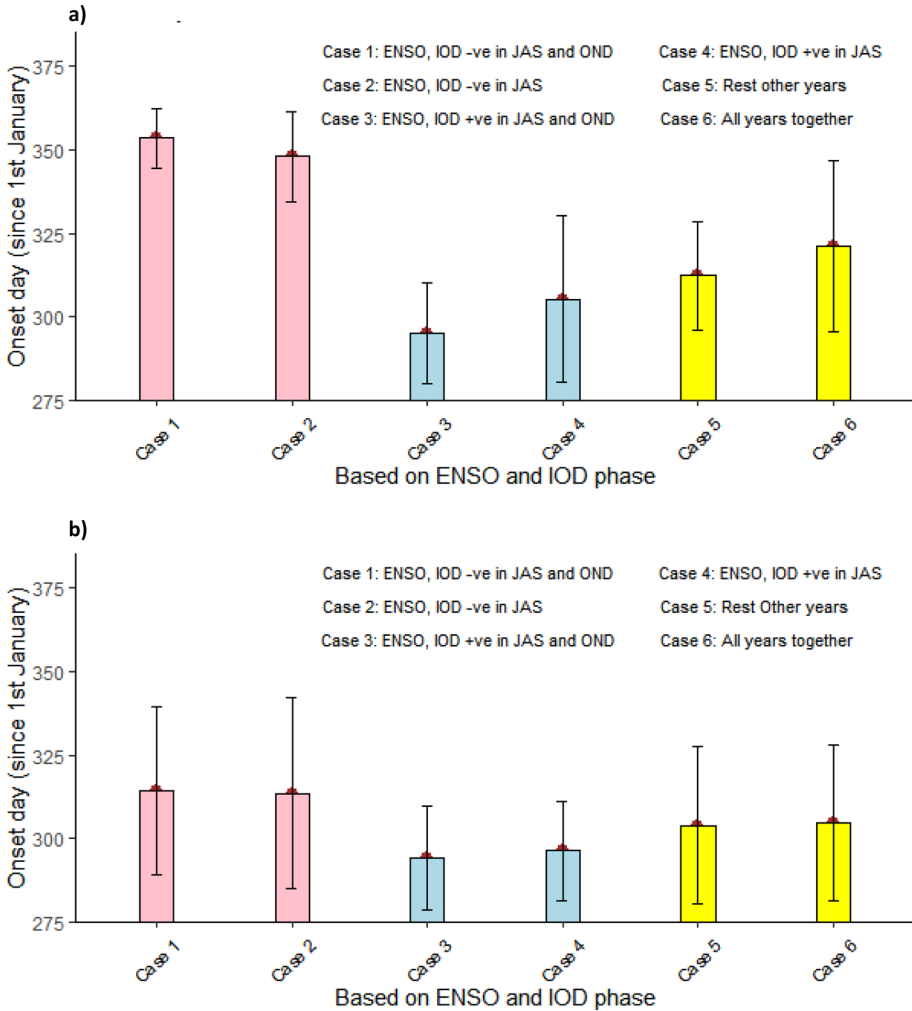 a)
Case 1: ENSO, IOD -ve in JAS and OND
Case 4: ENSO, IOD +ve in JAS
Case 2: ENSO, IOD -ve in JAS
Case 5: Rest other years
Case 3: ENSO, IOD +ve in JAS and OND
Case 6: All years together
Onset day (since 1st January)
375
350
325
300
275
Case 1
Case 2
Case 3
Case 4
Case 5
Case 6
Based on ENSO and IOD phase
b)
Case 1: ENSO, IOD -ve in JAS and OND
Case 4: ENSO, IOD +ve in JAS
Case 2: ENSO, IOD -ve in JAS
Case 5: Rest Other years
Case 3: ENSO, IOD +ve in JAS and OND
Case 6: All years together
Onset day (since 1st January)
375
350
325
300
275
Case 1
Case 2
Case 3
Case 4
Case 5
Case 6
Based on ENSO and IOD phase